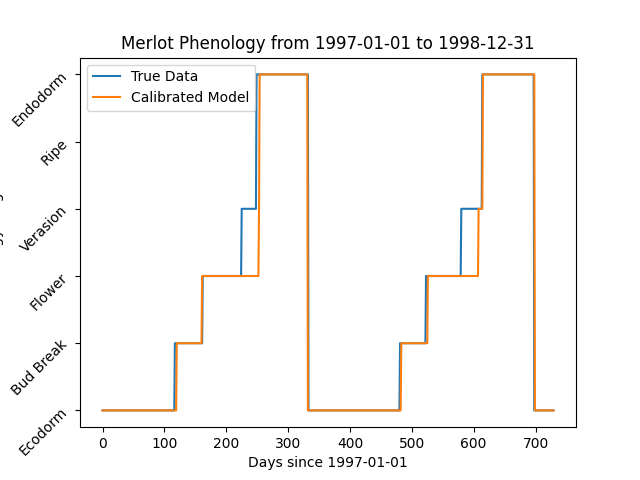 Merlot Phenology from 1997-01-01 to 1998-12-31
True Data
Calibrated Model
Endodorm
Ripe
Verasion
Flower
Bud Break
Ecodorm
0 100 200 300 400 500 600 700
Days since 1997-01-01